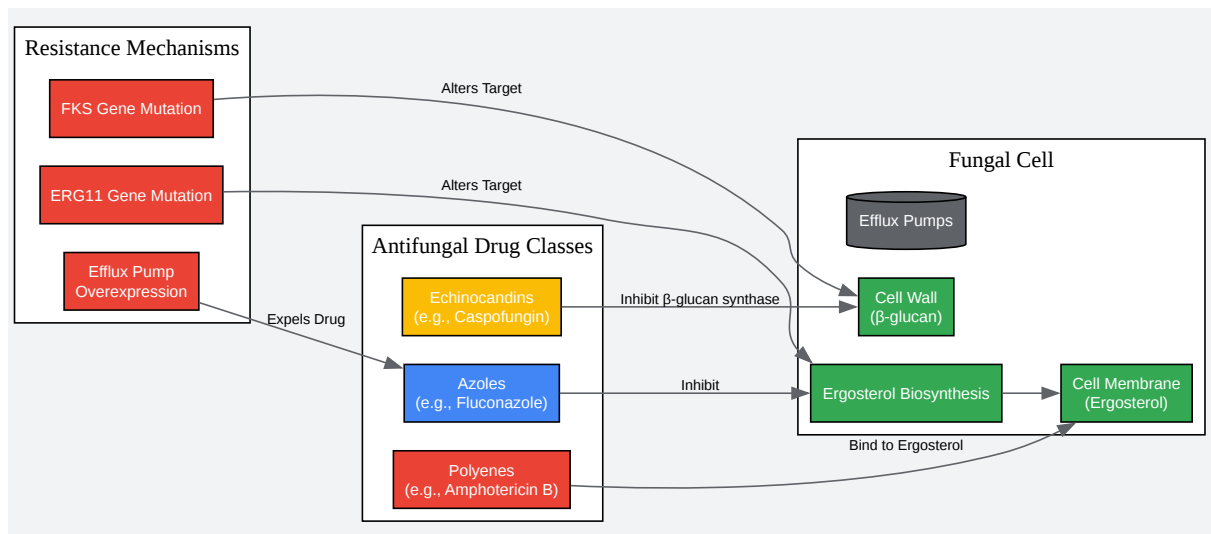 Resistance Mechanisms
FKS Gene Mutation
ERG11 Gene Mutation
Efflux Pump
Overexpression
Alters Target
Alters Target
Expels Drug
Antifungal Drug Classes
Echinocandins
(e.g., Caspofungin)
Azoles
(e.g., Fluconazole)
Polyenes
(e.g., Amphotericin B)
Inhibit β-glucan synthase
Inhibit
Bind to Ergosterol
Fungal Cell
Efflux Pumps
Cell Wall
(β-glucan)
Ergosterol Biosynthesis
Cell Membrane
(Ergosterol)